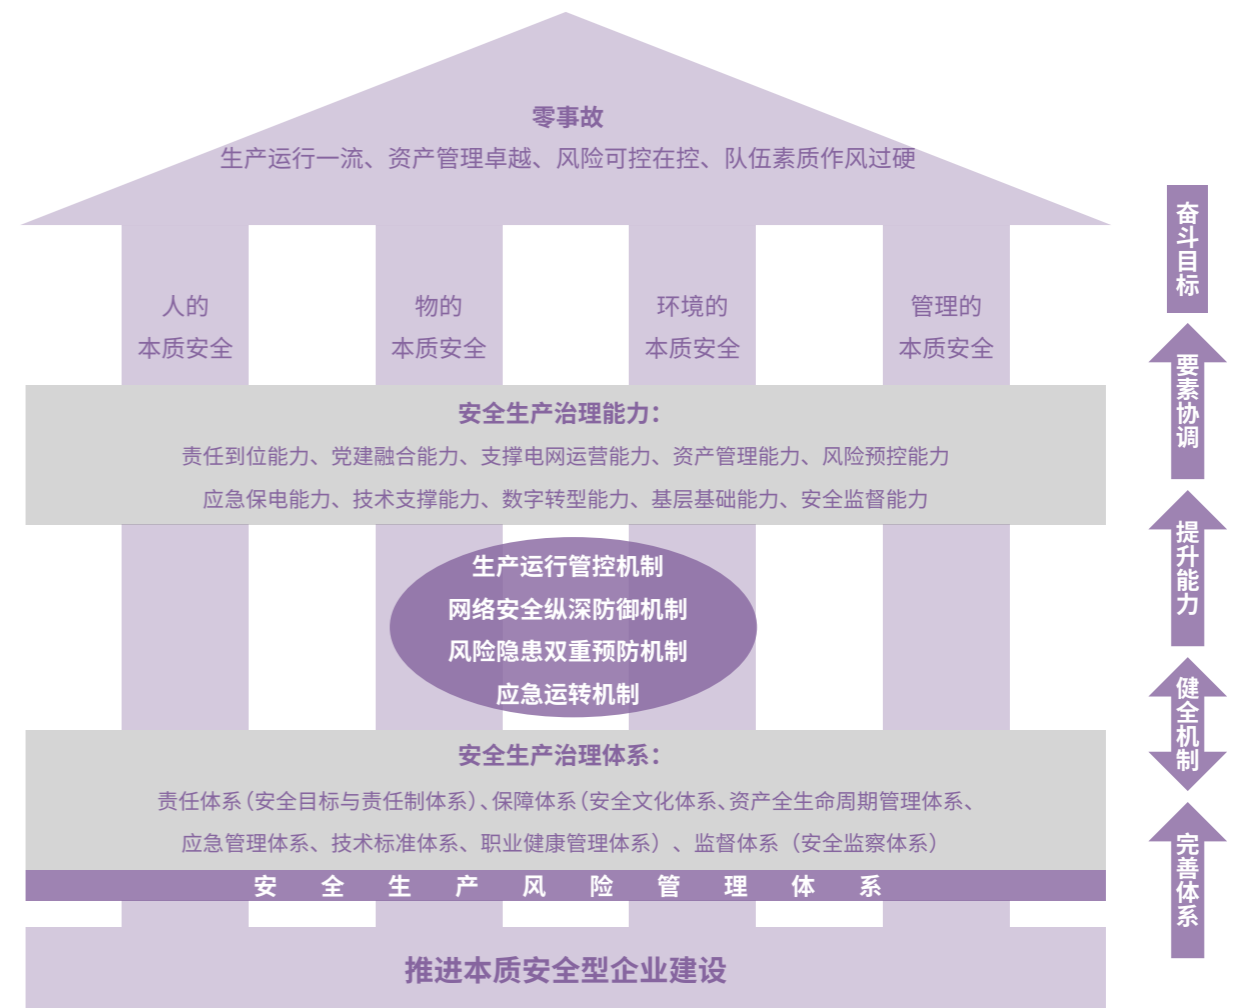 零事故
生产运行一流、资产管理卓越、风险可控在控、队伍素质作风过硬
人的
本质安全
物的
本质安全
环境的
本质安全
管理的
本质安全
安全生产治理能力：
责任到位能力、党建融合能力、支撑电网运营能力、资产管理能力、风险预控能力
应急保电能力、技术支撑能力、数字转型能力、基层基础能力、安全监督能力
生产运行管控机制
网络安全纵深防御机制
风险隐患双重预防机制
应急运转机制
安全生产治理体系：
责任体系（安全目标与责任制体系）、保障体系（安全文化体系、资产全生命周期管理体系、
应急管理体系、技术标准体系、职业健康管理体系）、监督体系（安全监察体系）
安全生产风险管理体系
推进本质安全型企业建设
奋斗目标
要素协调
提升能力
健全机制
完善体系